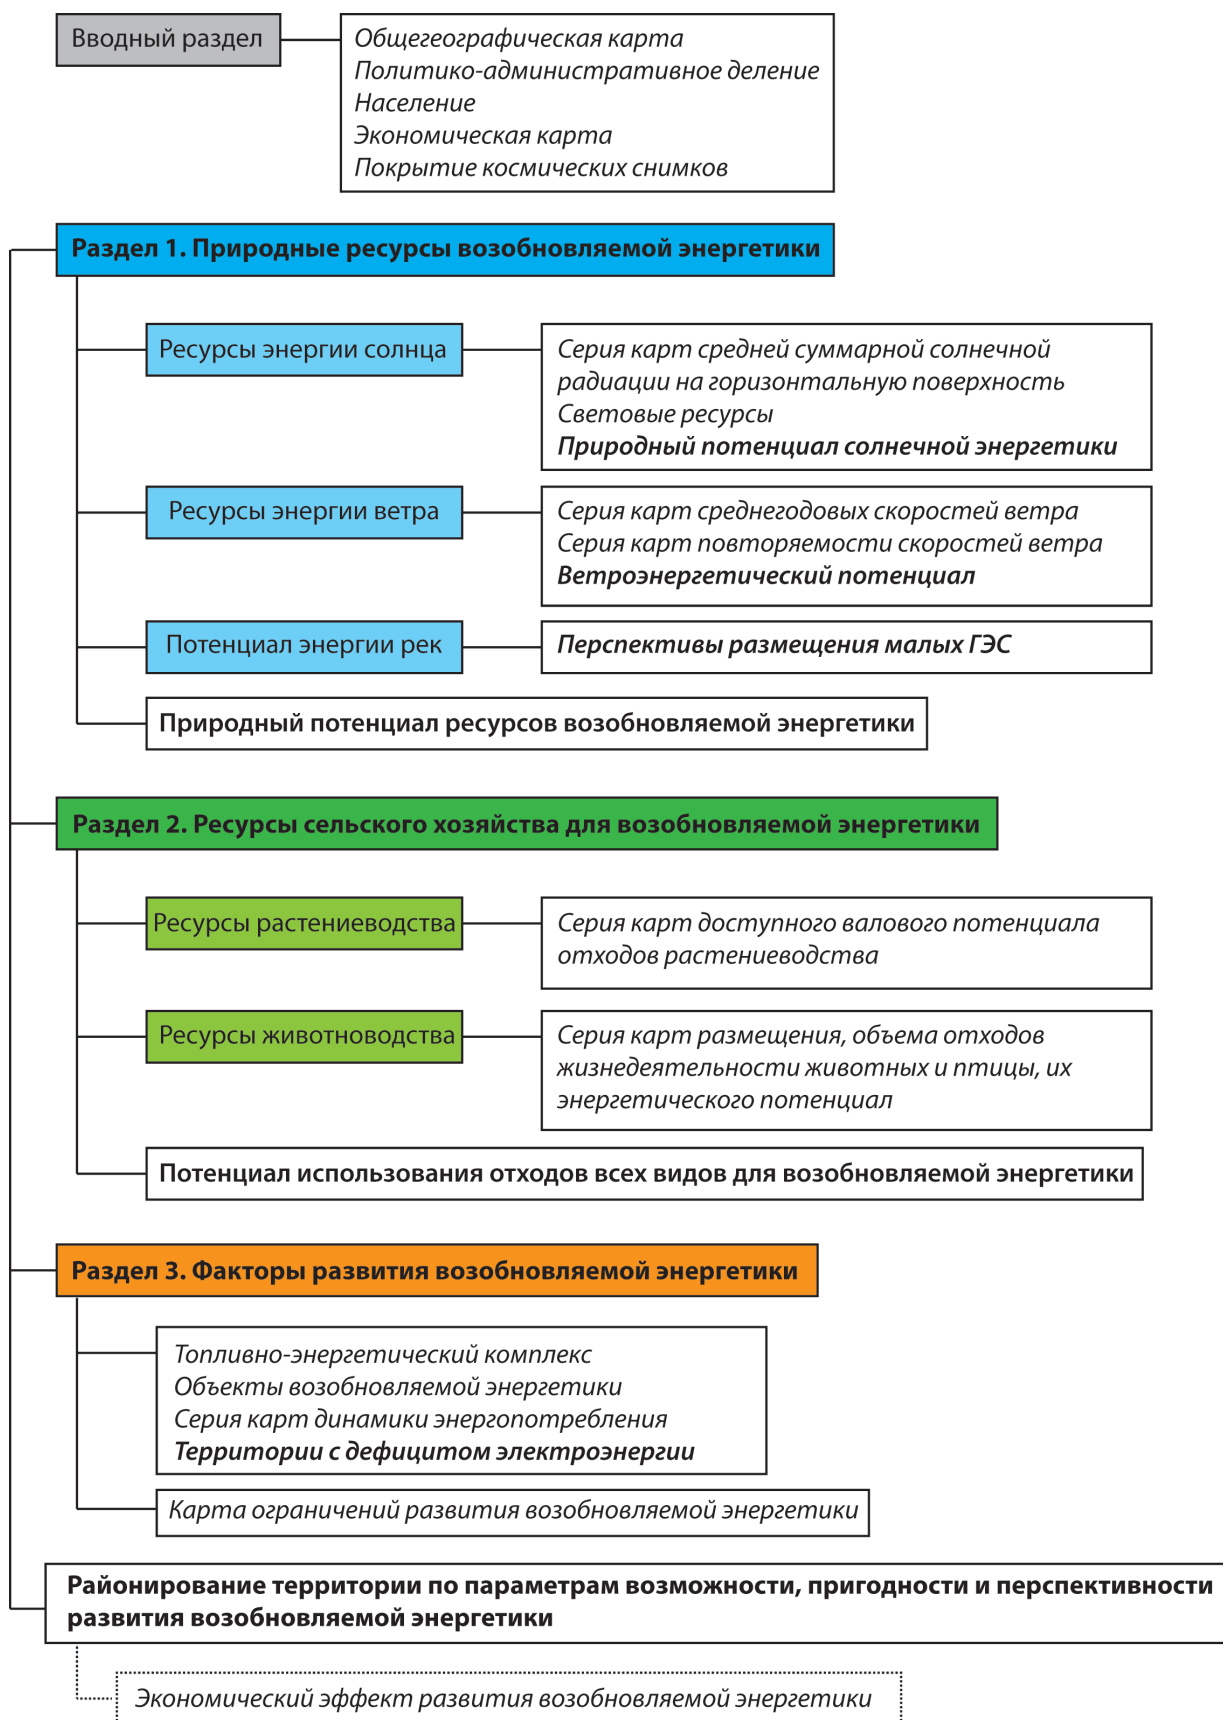 Вводный раздел
Общегеографическая карта
Политико-административное деление
Население
Экономическая карта
Покрытие космических снимков
Раздел 1. Природные ресурсы возобновляемой энергетики
Ресурсы энергии солнца
Серия карт средней суммарной солнечной
радиации на горизонтальную поверхность
Световые ресурсы
Природный потенциал солнечной энергетики
Ресурсы энергии ветра
Серия карт среднегодовых скоростей ветра
Серия карт повторяемости скоростей ветра
Ветроэнергетический потенциал
Потенциал энергии рек
Перспективы размещения малых ГЭС
Природный потенциал ресурсов возобновляемой энергетики
Раздел 2. Ресурсы сельского хозяйства для возобновляемой энергетики
Ресурсы растениеводства
Серия карт доступного валового потенциала
отходов растениеводства
Ресурсы животноводства
Серия карт размещения, объема отходов
жизнедеятельности животных и птицы, их
энергетического потенциал
Потенциал использования отходов всех видов для возобновляемой энергетики
Раздел 3. Факторы развития возобновляемой энергетики
Топливно-энергетический комплекс
Объекты возобновляемой энергетики
Серия карт динамики энергопотребления
Территории с дефицитом электроэнергии
Карта ограничений развития возобновляемой энергетики
Районирование территории по параметрам возможности, пригодности и перспективности
развития возобновляемой энергетики
Экономический эффект развития возобновляемой энергетики